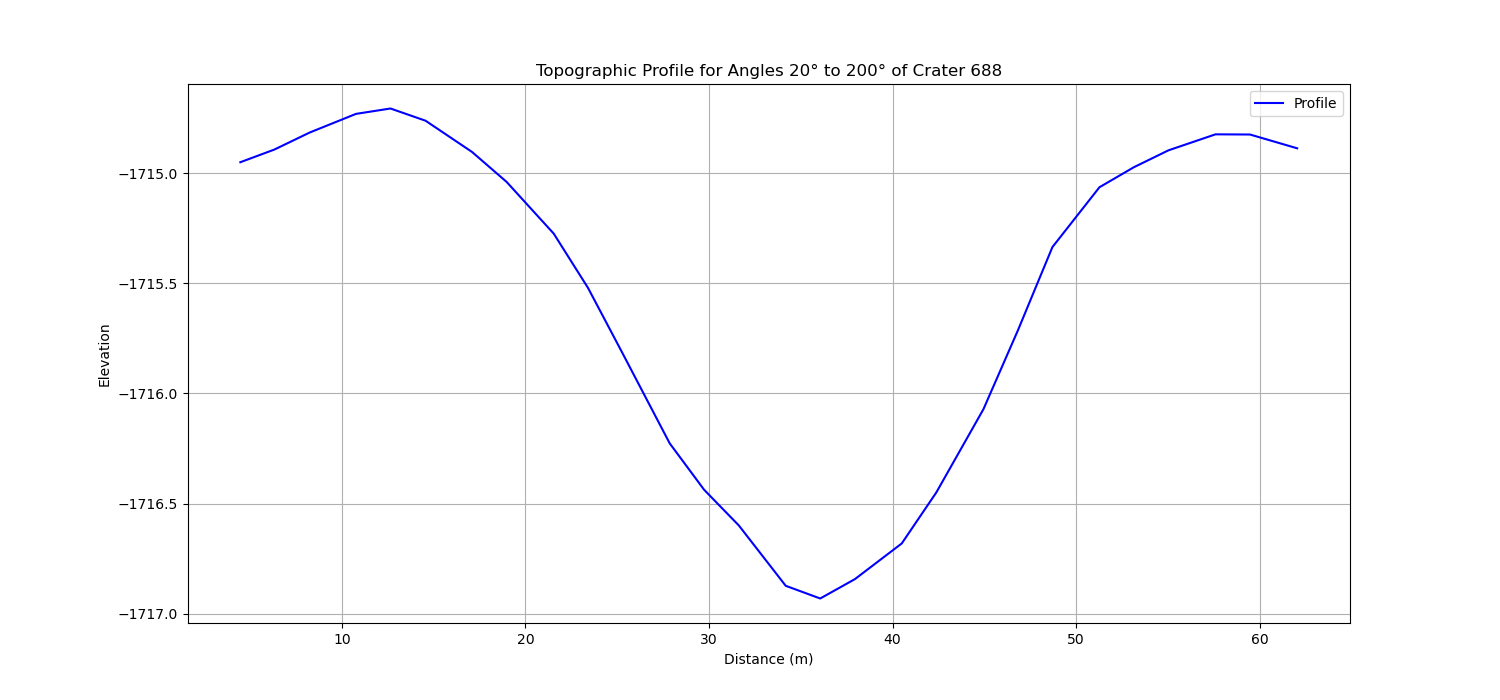 Topographic Profile for Angles 20° to 200° of Crater 688
Profile
Elevation
−1715.0
−1715.5
−1716.0
−1716.5
−1717.0
10 20 30 40 50 60
Distance (m)